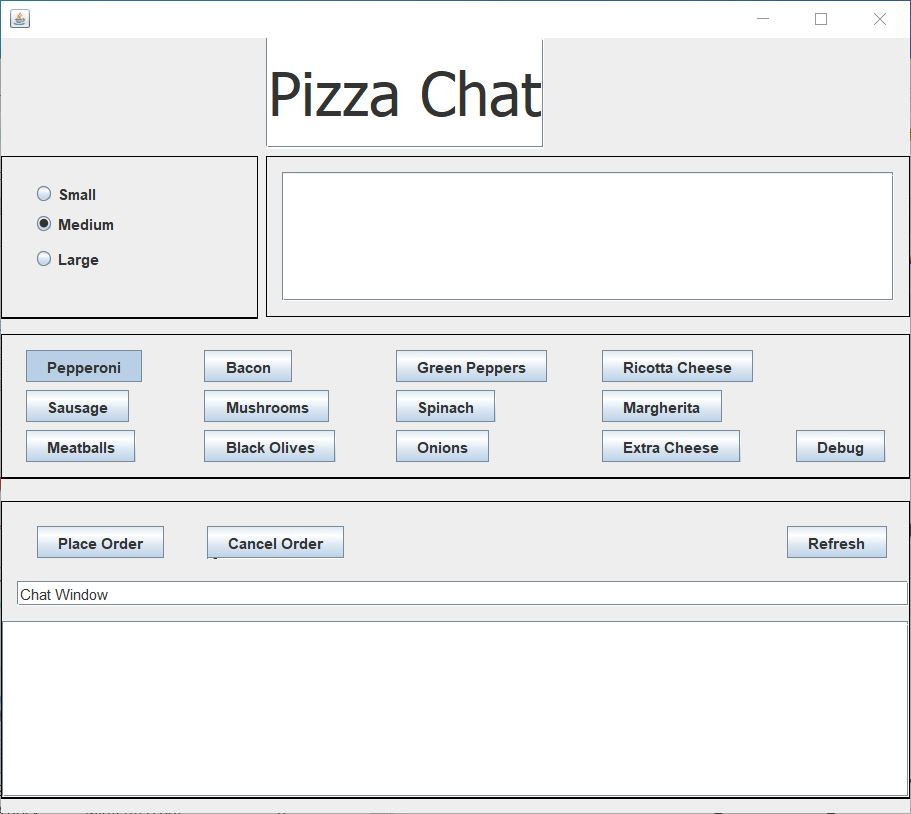 Pizza Chat
Small
Medium
Large
Pepperoni Bacon Green Peppers Ricotta Cheese
Sausage Mushrooms Spinach Margherita
Meatballs Black Olives Onions Extra Cheese Debug
Place Order Cancel Order Refresh
Chat Window